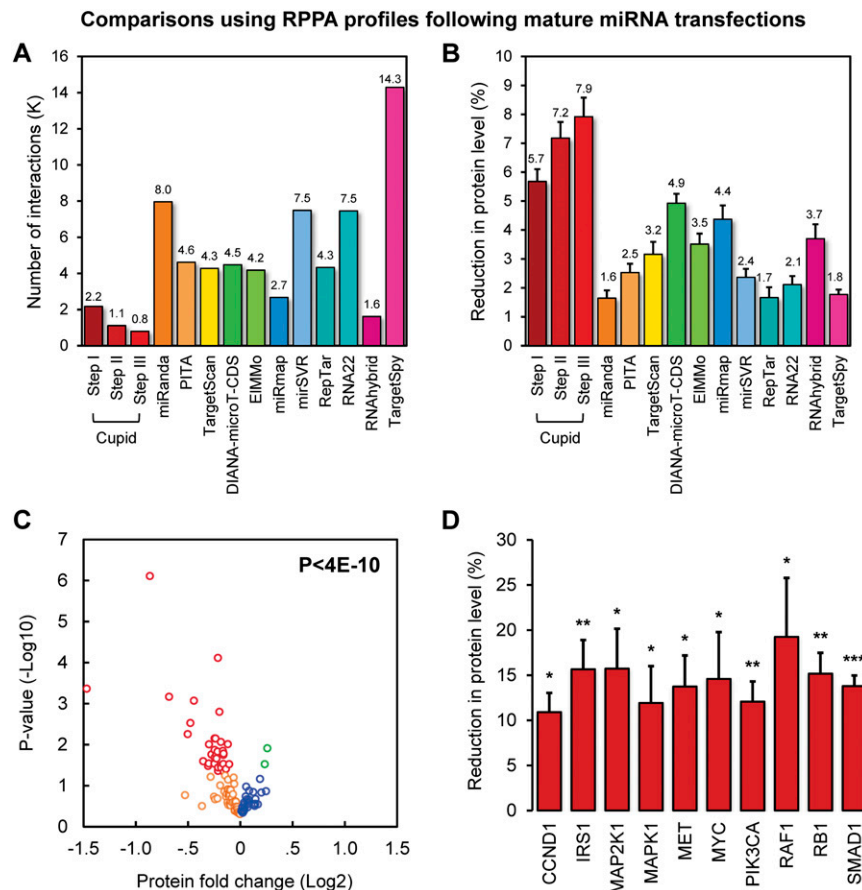 Comparisons using RPPA profiles following mature miRNA transfections
A
Number of interactions (K)
16
14
12
10
8
6
4
2
0
2.2
1.1
0.8
8.0
4.6
4.3
4.5
4.2
2.7
7.5
4.3
7.5
1.6
14.3
Step I
Step II
Step III
miRanda
PITA
TargetScan
DIANA-microT-CDS
EIMMo
miRmap
mirSVR
RepTar
RNA22
RNAhybrid
TargetSpy
Cupid
B
Reduction in protein level (%)
10
9
8
7
6
5
4
3
2
1
0
5.7
7.2
7.9
1.6
2.5
3.2
4.9
3.5
4.4
2.4
1.7
2.1
3.7
1.8
Step I
Step II
Step III
miRanda
PITA
TargetScan
DIANA-microT-CDS
EIMMo
miRmap
mirSVR
RepTar
RNA22
RNAhybrid
TargetSpy
Cupid
C
P<4E-10
P-value (-Log10)
7
6
5
4
3
2
1
0
-1.5
-1.0
-.5
0
.5
1.0
1.5
Protein fold change (Log2)
D
Reduction in protein level (%)
30
25
20
15
10
5
0
*
**
*
*
*
*
**
*
**
***
CCND1
IRS1
MAP2K1
MAPK1
MET
MYC
PIK3CA
RAF1
RB1
SMAD1